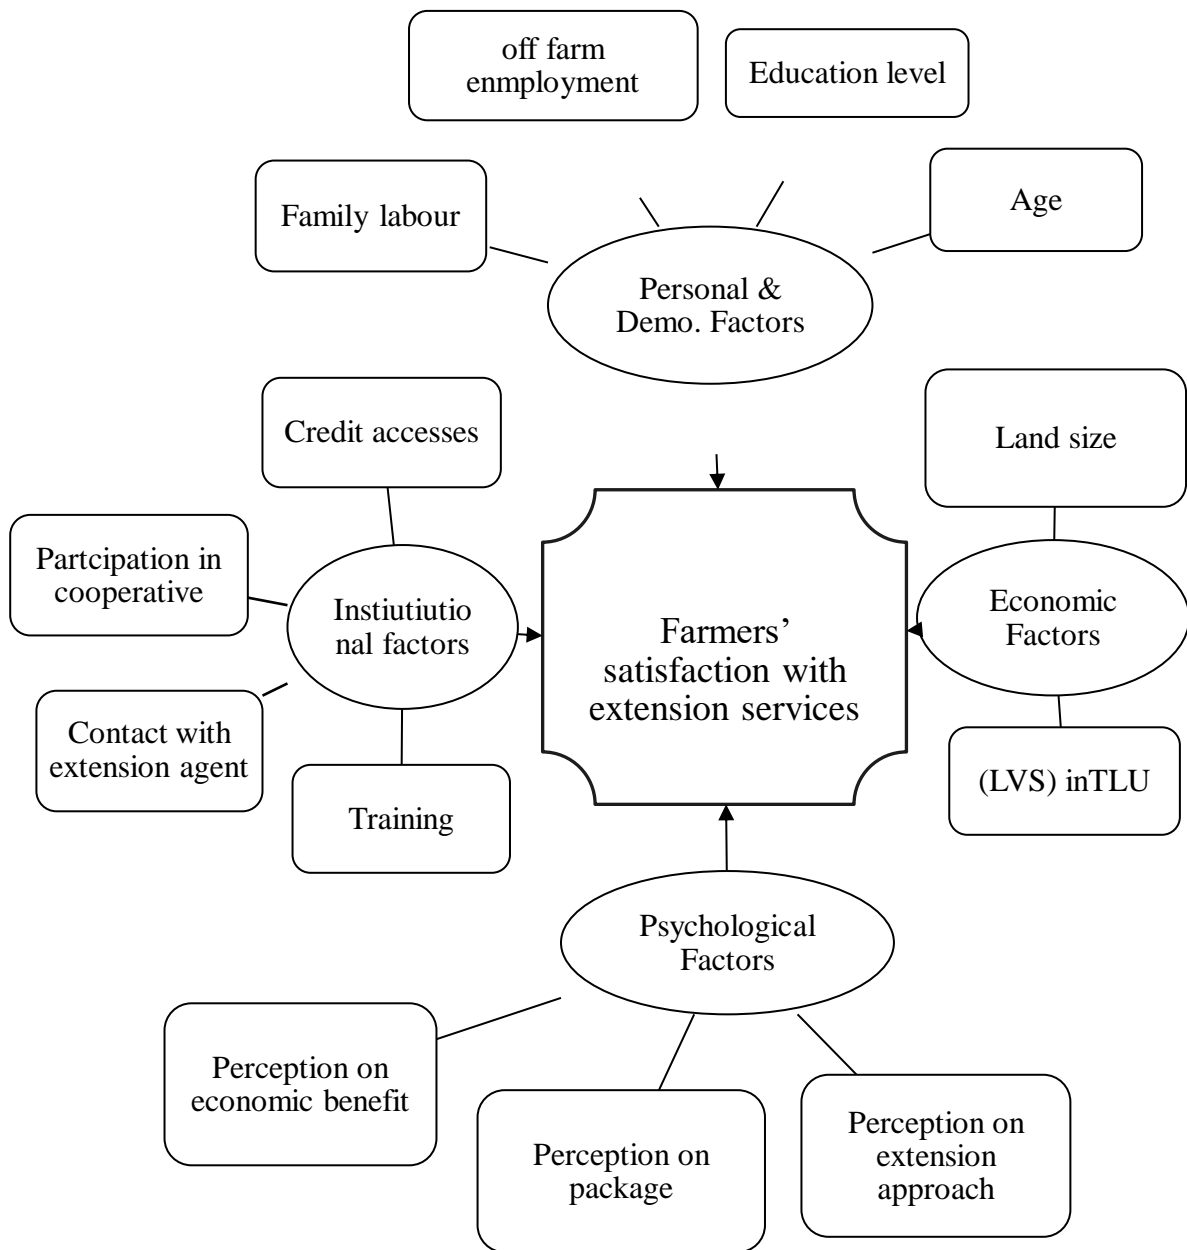 off farm
enmployment
Education level
Family labour
Age
Personal &
Demo. Factors
Credit accesses
Land size
Partcipation in
cooperative
Instiutiutio
nal factors
Farmers’
satisfaction with
extension services
Economic
Factors
Contact with
extension agent
Training
(LVS) inTLU
Psychological
Factors
Perception on
economic benefit
Perception on
package
Perception on
extension
approach